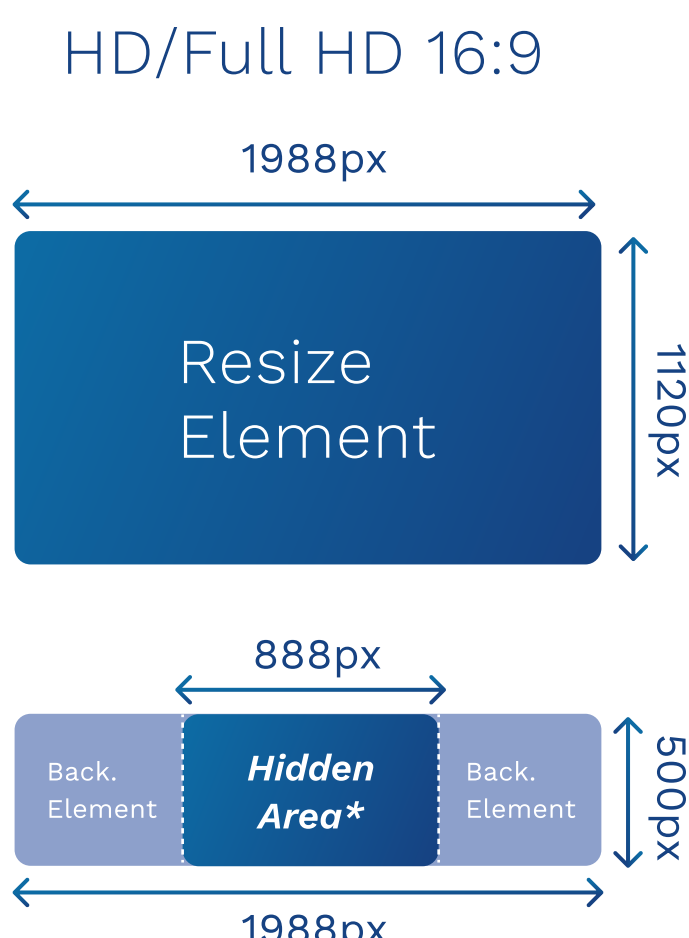 HD/Full HD 16:9
1988px
Resize
Element
1120px
888px
Back.
Element
Hidden
Area*
Back.
Element
500px
1988px